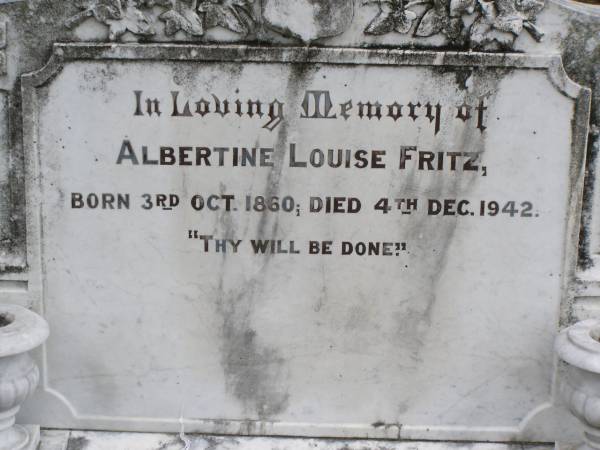 In Loving Memory of
ALBERTINE LOUISE FRITZ,
BORN 3RD OCT. 1860; DIED 4TH DEC. 1942.
"THY WILL BE DONE."